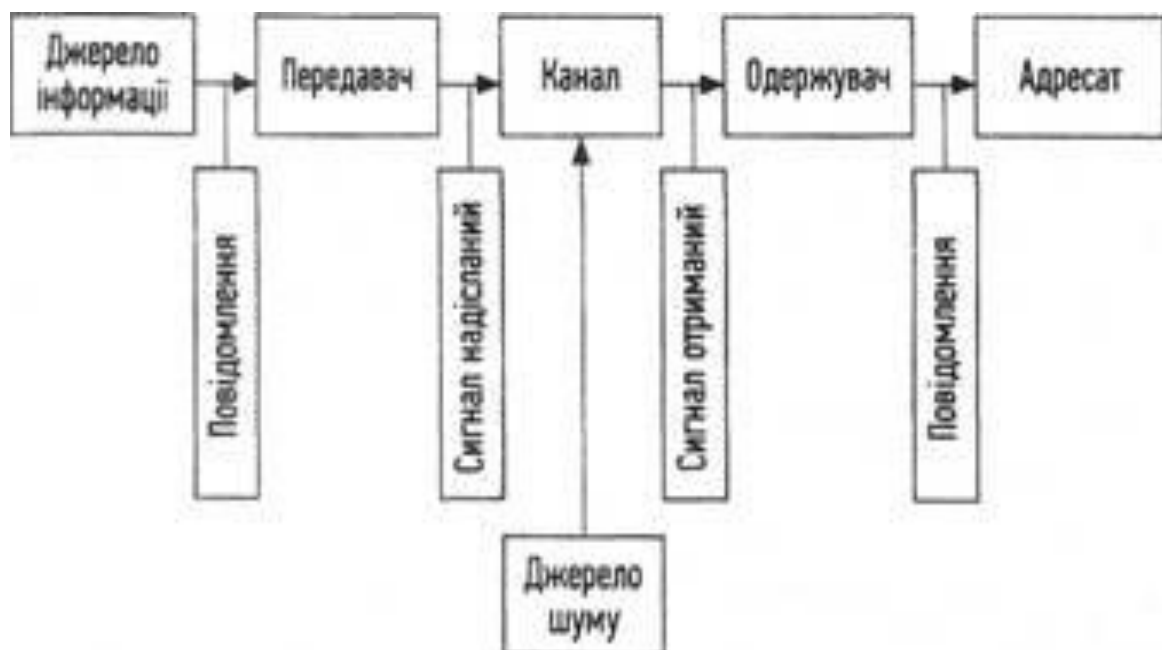 Джерело
інформації
Передавач
Канал
Одержувач
Адресат
Повідомлення
Сигнал надісланий
Сигнал отриманий
Повідомлення
Джерело
шуму